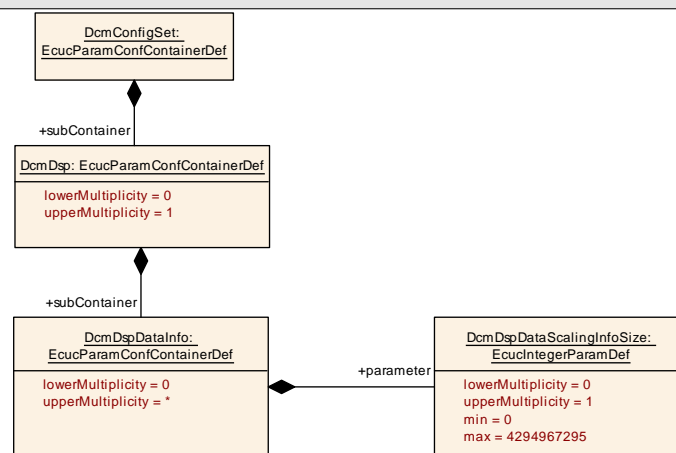 DcmConfigSet:
EcucParamConfContainerDef
+subContainer
DcmDsp: EcucParamConfContainerDef
lowerMultiplicity = 0
upperMultiplicity = 1
+subContainer
DcmDspDataInfo:
EcucParamConfContainerDef
lowerMultiplicity = 0
upperMultiplicity = *
+parameter
DcmDspDataScalingInfoSize:
EcucIntegerParamDef
lowerMultiplicity = 0
upperMultiplicity = 1
min = 0
max = 4294967295